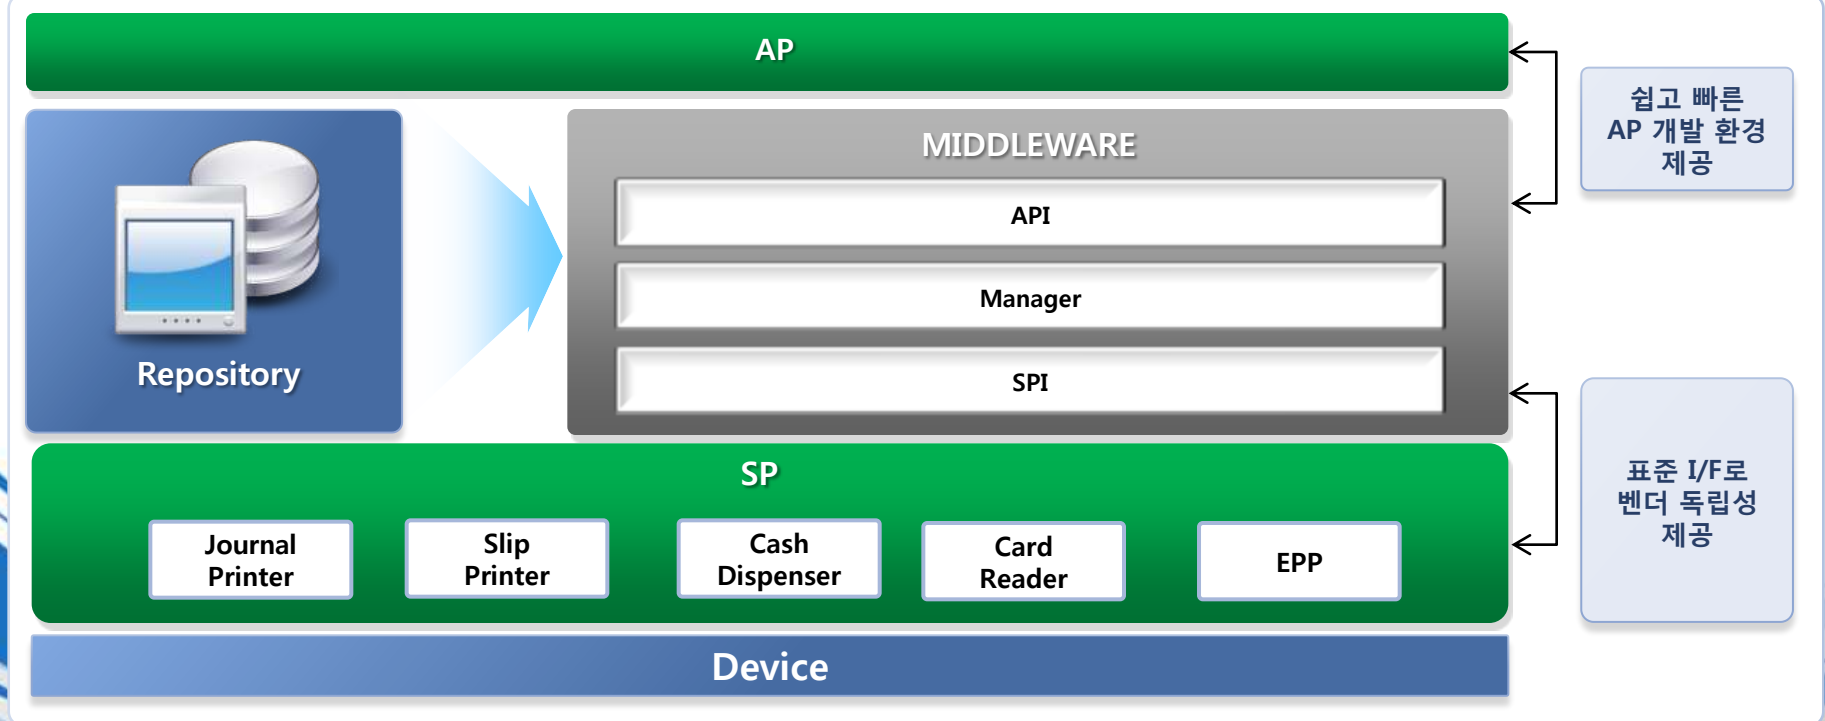 AP
쉽고 빠른
AP 개발 환경
제공
Repository
MIDDLEWARE
API
Manager
SPI
SP
Journal
Printer
Slip
Printer
Cash
Dispenser
Card
Reader
EPP
표준 I/F로
벤더 독립성
제공
Device